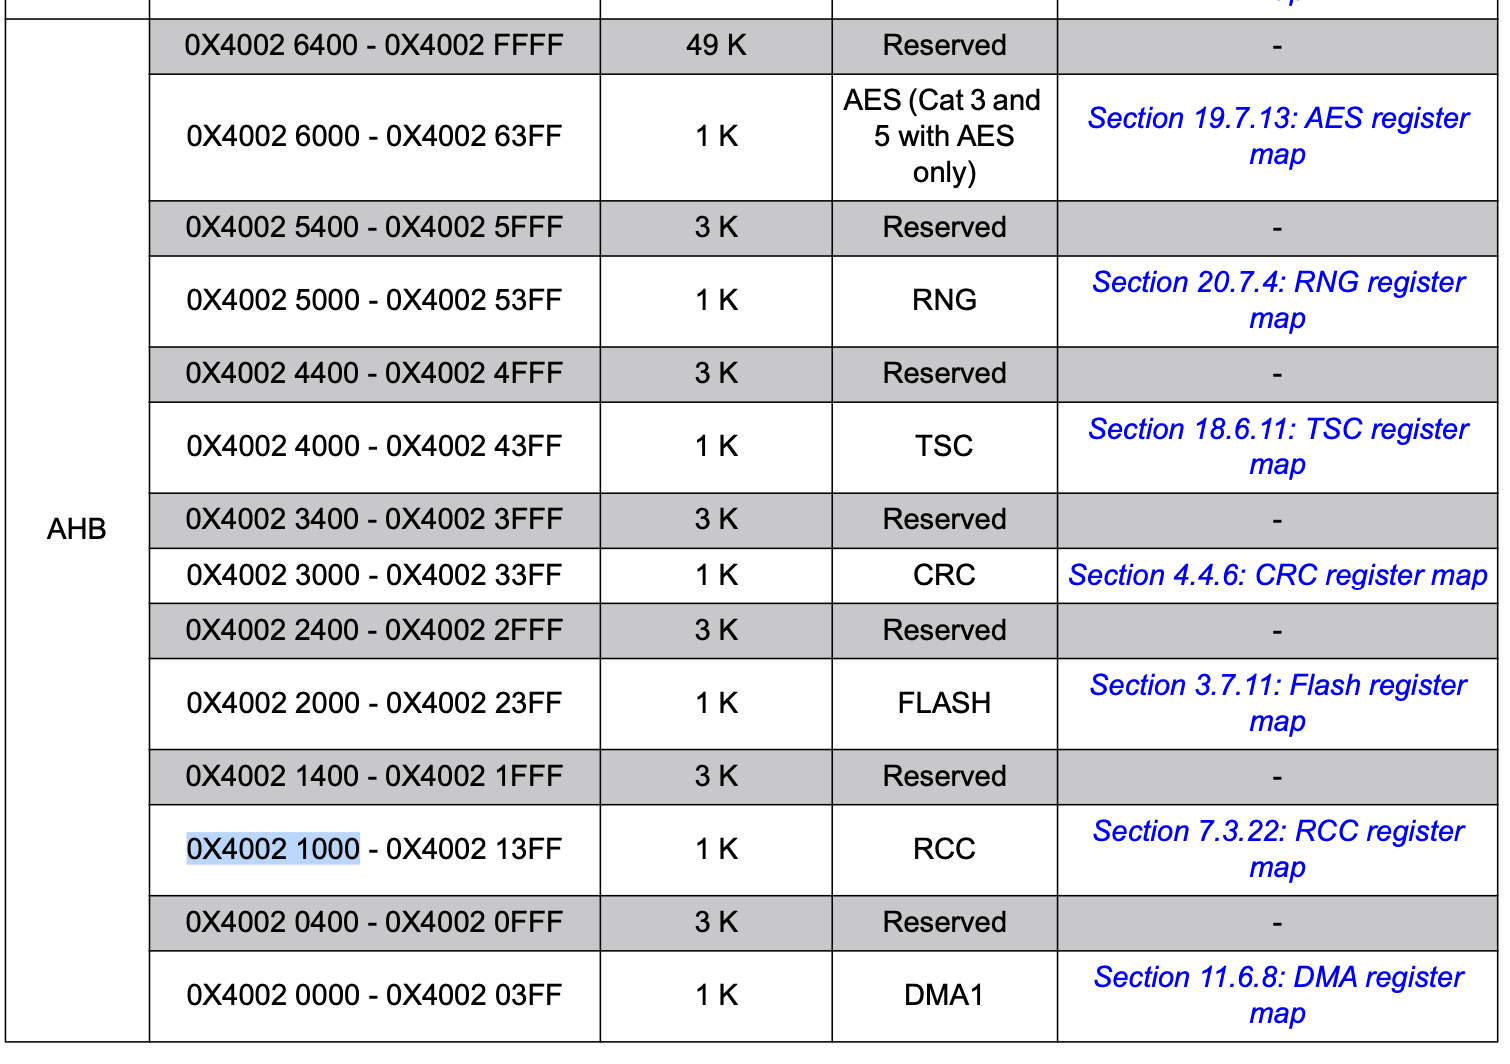 0X4002 6400 - 0X4002 FFFF 49 K Reserved -
0X4002 6000 - 0X4002 63FF 1 K AES (Cat 3 and 5 with AES only) Section 19.7.13: AES register map
0X4002 5400 - 0X4002 5FFF 3 K Reserved -
0X4002 5000 - 0X4002 53FF 1 K RNG Section 20.7.4: RNG register map
0X4002 4400 - 0X4002 4FFF 3 K Reserved -
0X4002 4000 - 0X4002 43FF 1 K TSC Section 18.6.11: TSC register map
0X4002 3400 - 0X4002 3FFF 3 K Reserved -
AHB
0X4002 3000 - 0X4002 33FF 1 K CRC Section 4.4.6: CRC register map
0X4002 2400 - 0X4002 2FFF 3 K Reserved -
0X4002 2000 - 0X4002 23FF 1 K FLASH Section 3.7.11: Flash register map
0X4002 1400 - 0X4002 1FFF 3 K Reserved -
0X4002 1000 - 0X4002 13FF 1 K RCC Section 7.3.22: RCC register map
0X4002 0400 - 0X4002 0FFF 3 K Reserved -
0X4002 0000 - 0X4002 03FF 1 K DMA1 Section 11.6.8: DMA register map